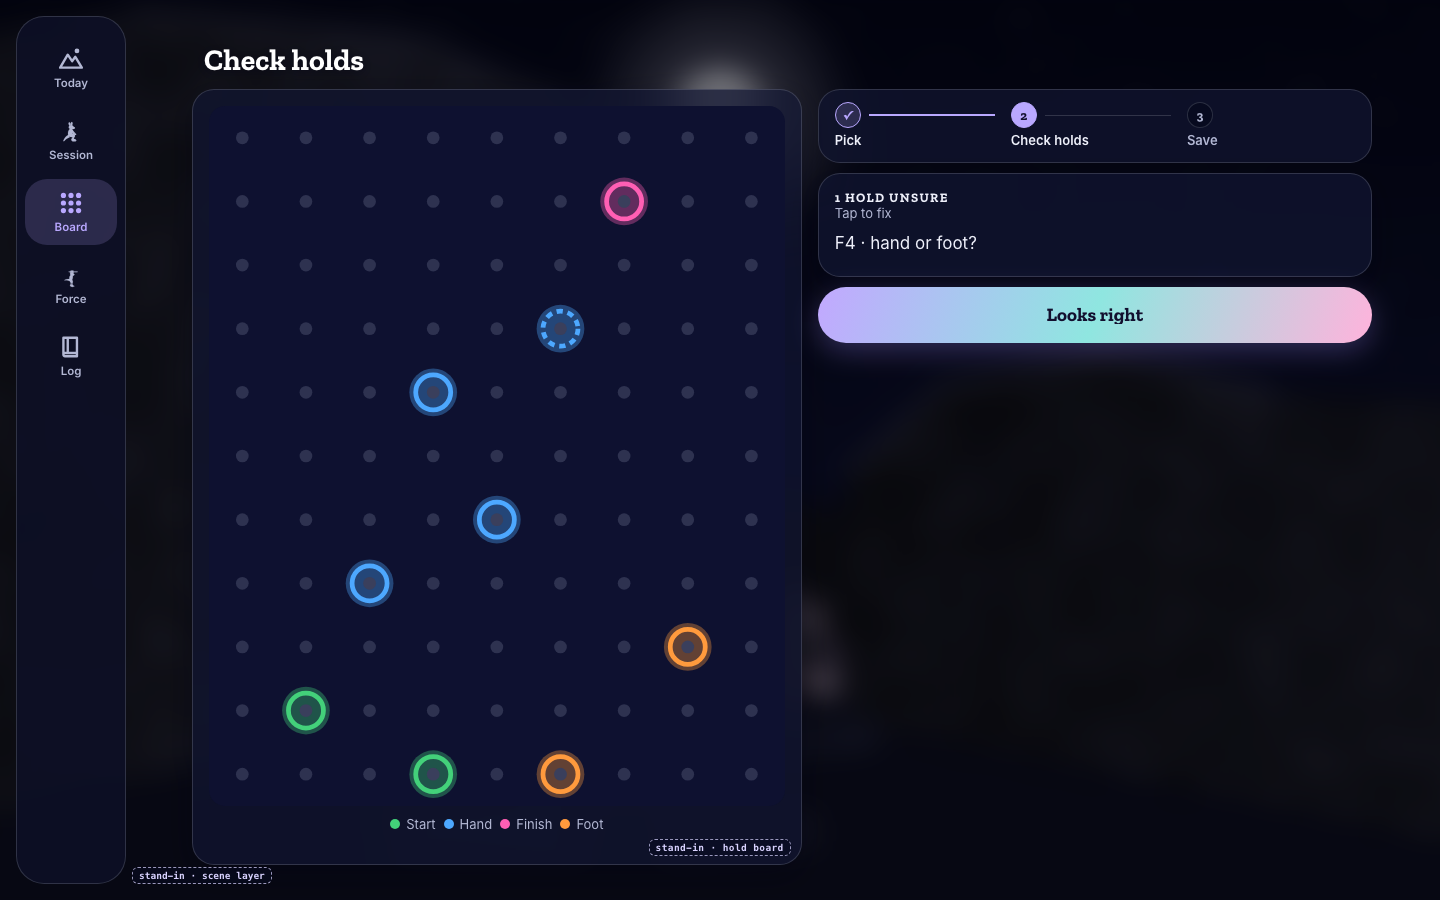 Today
Session
Board
Force
Log
Check holds
Start
Hand
Finish
Foot
stand-in · hold board
stand-in · scene layer
✓
2
3
Pick
Check holds
Save
1 HOLD UNSURE
Tap to fix
F4 · hand or foot?
Looks right